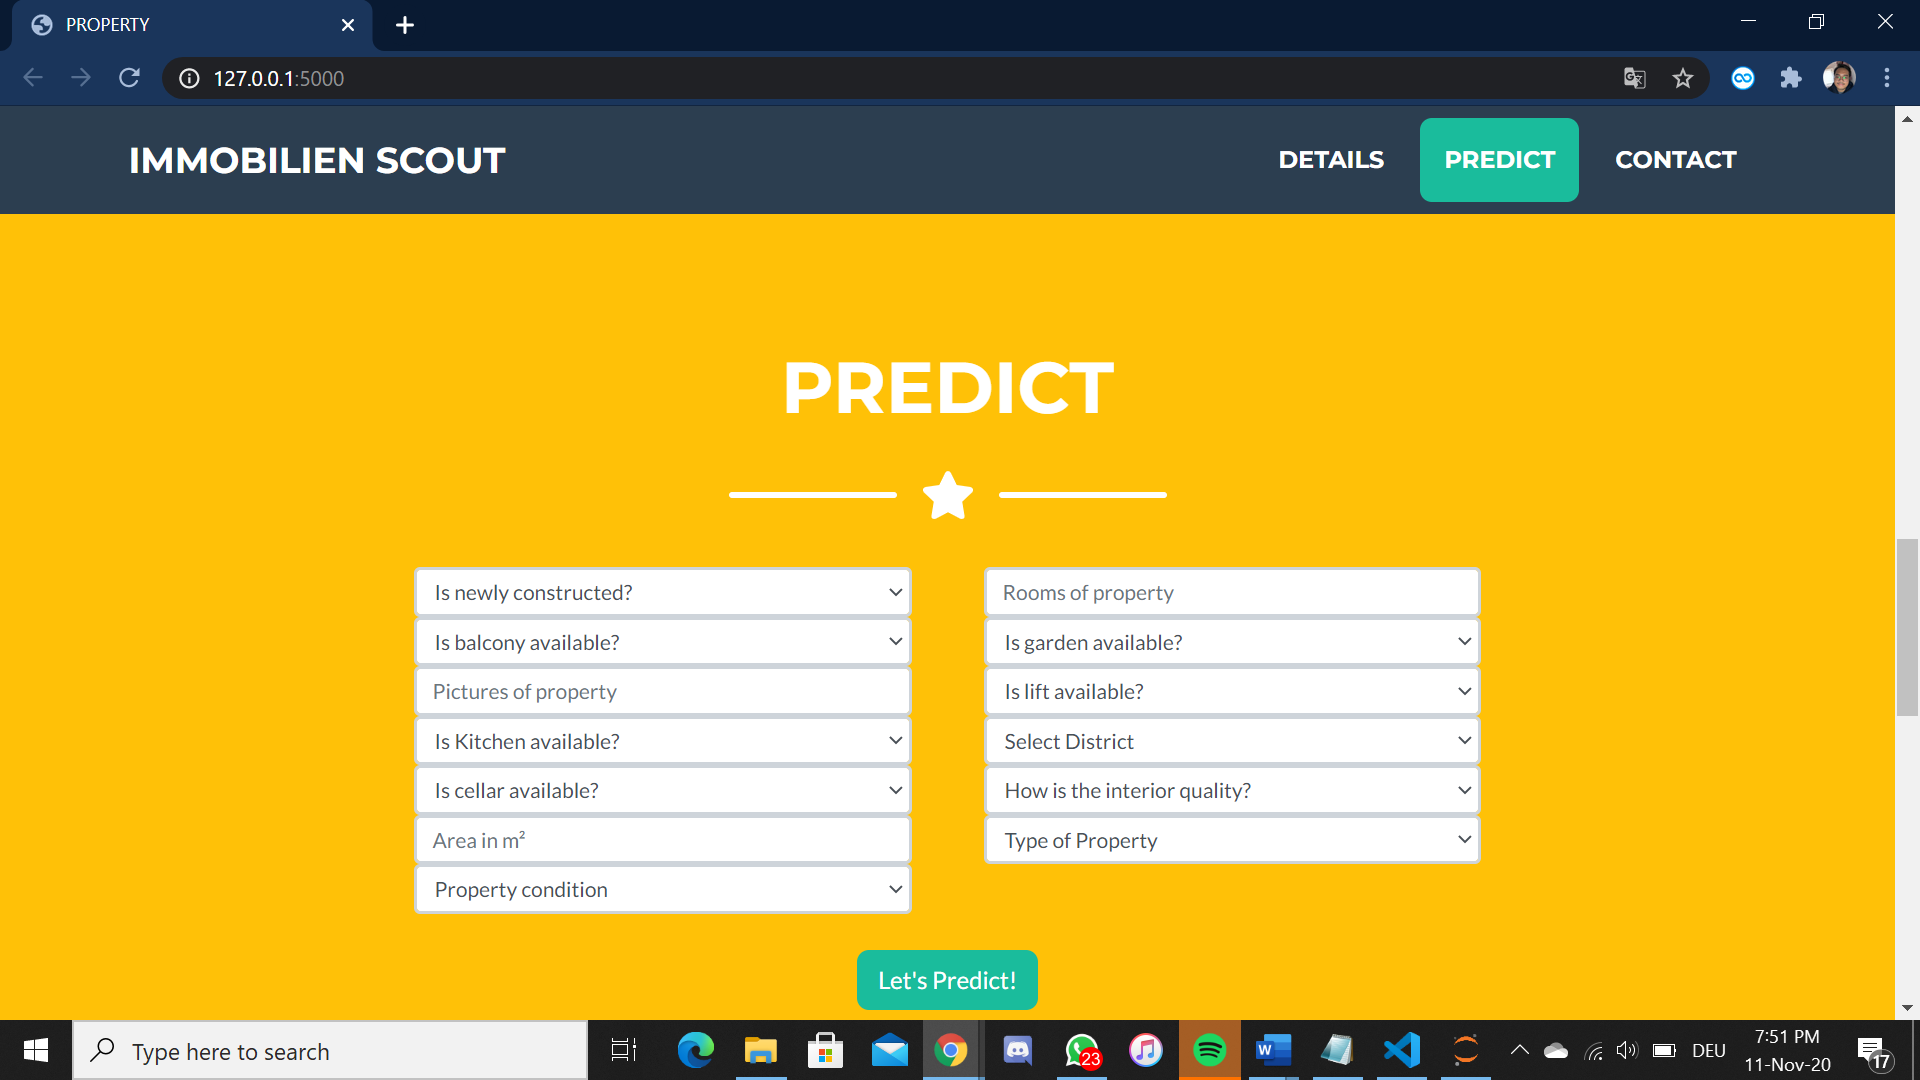 PROPERTY
127.0.0.1:5000
IMMOBILIEN SCOUT
DETAILS
PREDICT
CONTACT
PREDICT
Is newly constructed?
Rooms of property
Is balcony available?
Is garden available?
Pictures of property
Is lift available?
Is Kitchen available?
Select District
Is cellar available?
How is the interior quality?
Area in m²
Type of Property
Property condition
Let's Predict!
Type here to search
23
W
DEU
7:51 PM
11-Nov-20
17